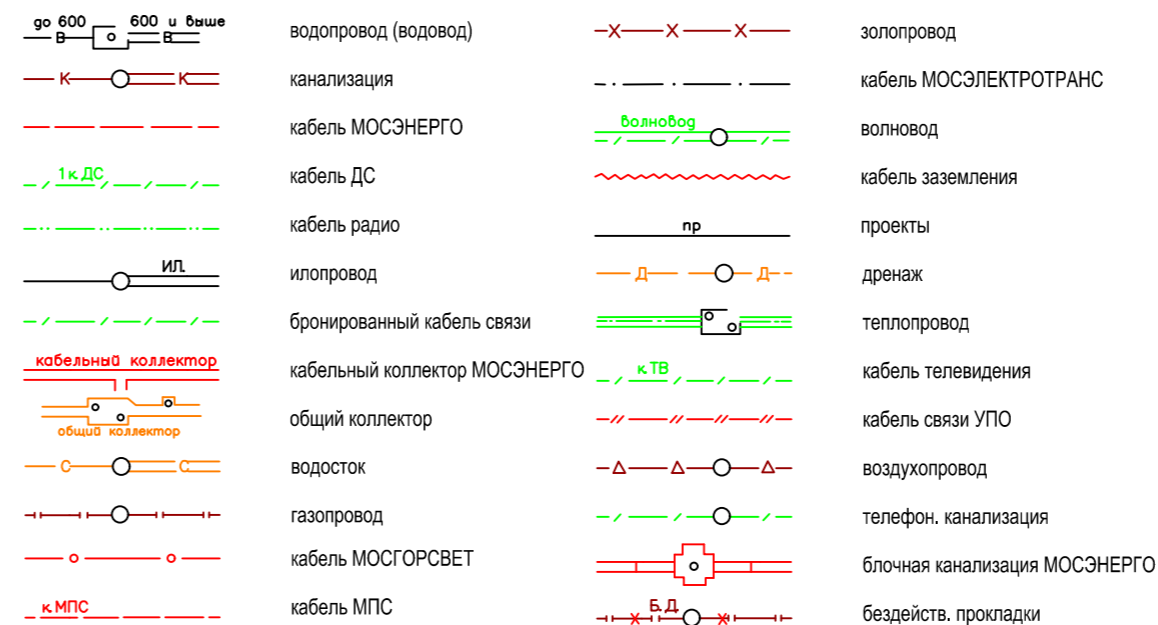 до 600 600 и выше
В В
водопровод (водовод)
К К
канализация
кабель МОСЭНЕРГО
1к ДС
кабель ДС
кабель радио
ИЛ.
илопровод
бронированный кабель связи
кабельный коллектор
кабельный коллектор МОСЭНЕРГО
общий коллектор
общий коллектор
С С
водосток
газопровод
кабель МОСГОРСВЕТ
к МПС
кабель МПС
Х Х Х
золопровод
кабель МОСЭЛЕКТРОТРАНС
волновод
волновод
кабель заземления
пр
проекты
Д Д
дренаж
теплопровод
к ТВ
кабель телевидения
кабель связи УПО
воздухопровод
телефон. канализация
блочная канализация МОСЭНЕРГО
Б.Д.
бездейств. прокладки